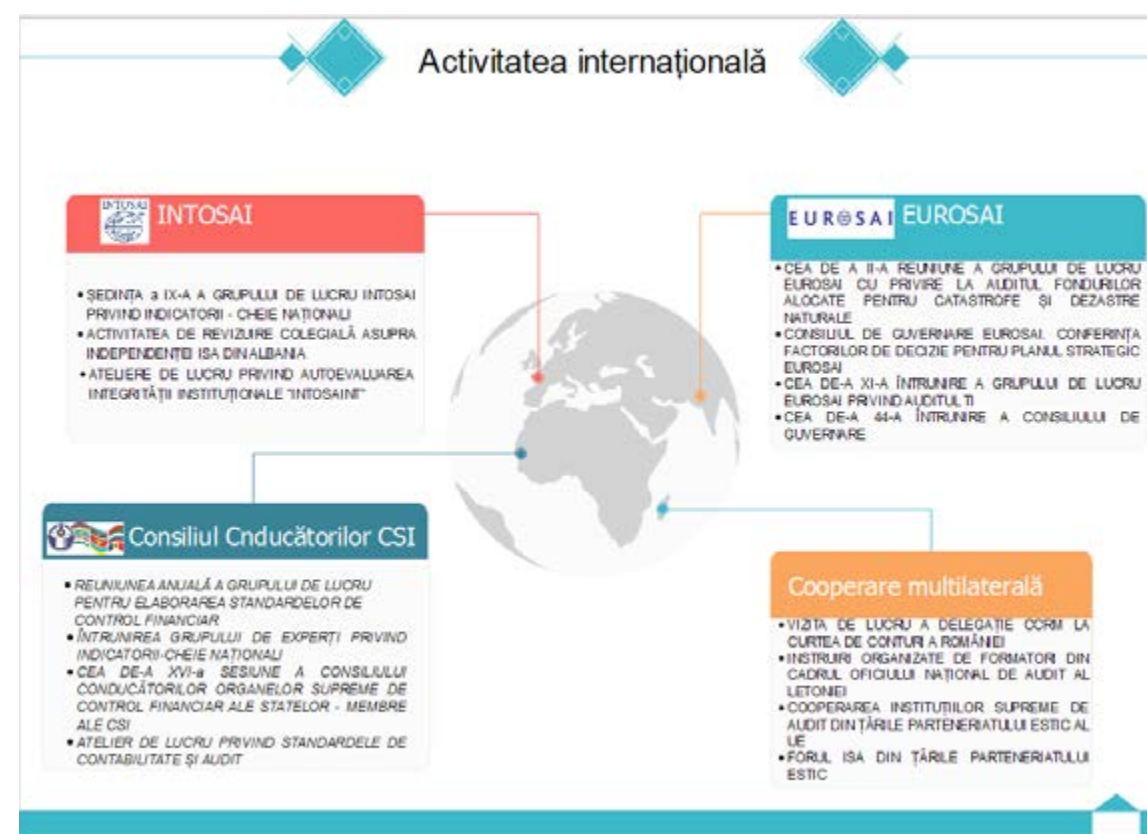 Activitatea internațională
INTOSAI
INTOSAI
• ȘEDINȚA a IX-A A GRUPULUI DE LUCRU INTOSAI
PRIVIND INDICATORII - CHEIE NAȚIONALI
• ACTIVITATEA DE REVIZUIRE COLEGIALĂ ASUPRA
INDEPENDENȚEI ISA DIN ALBANIA
• ATELIERE DE LUCRU PRIVIND AUTOEVALUAREA
INTEGRITĂȚII INSTITUȚIONALE "INTOSAINT"
EUROSAI
EUROSAI
• CEA DE A II-A REUNIUNE A GRUPULUI DE LUCRU
EUROSAI CU PRIVIRE LA AUDITUL FONDURILOR
ALOCATE PENTRU CATASTROFE ȘI DEZASTRE
NATURALE
• CONSILIUL DE GUVERNARE EUROSAI. CONFERINȚA
FACTORILOR DE DECIZIE PENTRU PLANUL STRATEGIC
EUROSAI
• CEA DE-A XI-A ÎNTRUNIRE A GRUPULUI DE LUCRU
EUROSAI PRIVIND AUDITUL TI
• CEA DE-A 44-A ÎNTRUNIRE A CONSILIULUI DE
GUVERNARE
Consiliul Cnducătorilor CSI
• REUNIUNEA ANUALĂ A GRUPULUI DE LUCRU
PENTRU ELABORAREA STANDARDELOR DE
CONTROL FINANCIAR
• ÎNTRUNIREA GRUPULUI DE EXPERȚI PRIVIND
INDICATORII-CHEIE NAȚIONALI
• CEA DE-A XVI-a SESIUNE A CONSILIULUI
CONDUCĂTORILOR ORGANELOR SUPREME DE
CONTROL FINANCIAR ALE STATELOR - MEMBRE
ALE CSI
• ATELIER DE LUCRU PRIVIND STANDARDELE DE
CONTABILITATE ȘI AUDIT
Cooperare multilaterală
• VIZITA DE LUCRU A DELEGAȚIE CCRM LA
CURTEA DE CONTURI A ROMÂNIEI
• INSTRUIRI ORGANIZATE DE FORMATORI DIN
CADRUL OFICIULUI NAȚIONAL DE AUDIT AL
LETONIEI
• COOPERAREA INSTITUȚIILOR SUPREME DE
AUDIT DIN ȚĂRILE PARTENERIATULUI ESTIC AL
UE
• FORUL ISA DIN ȚĂRILE PARTENERIATULUI
ESTIC